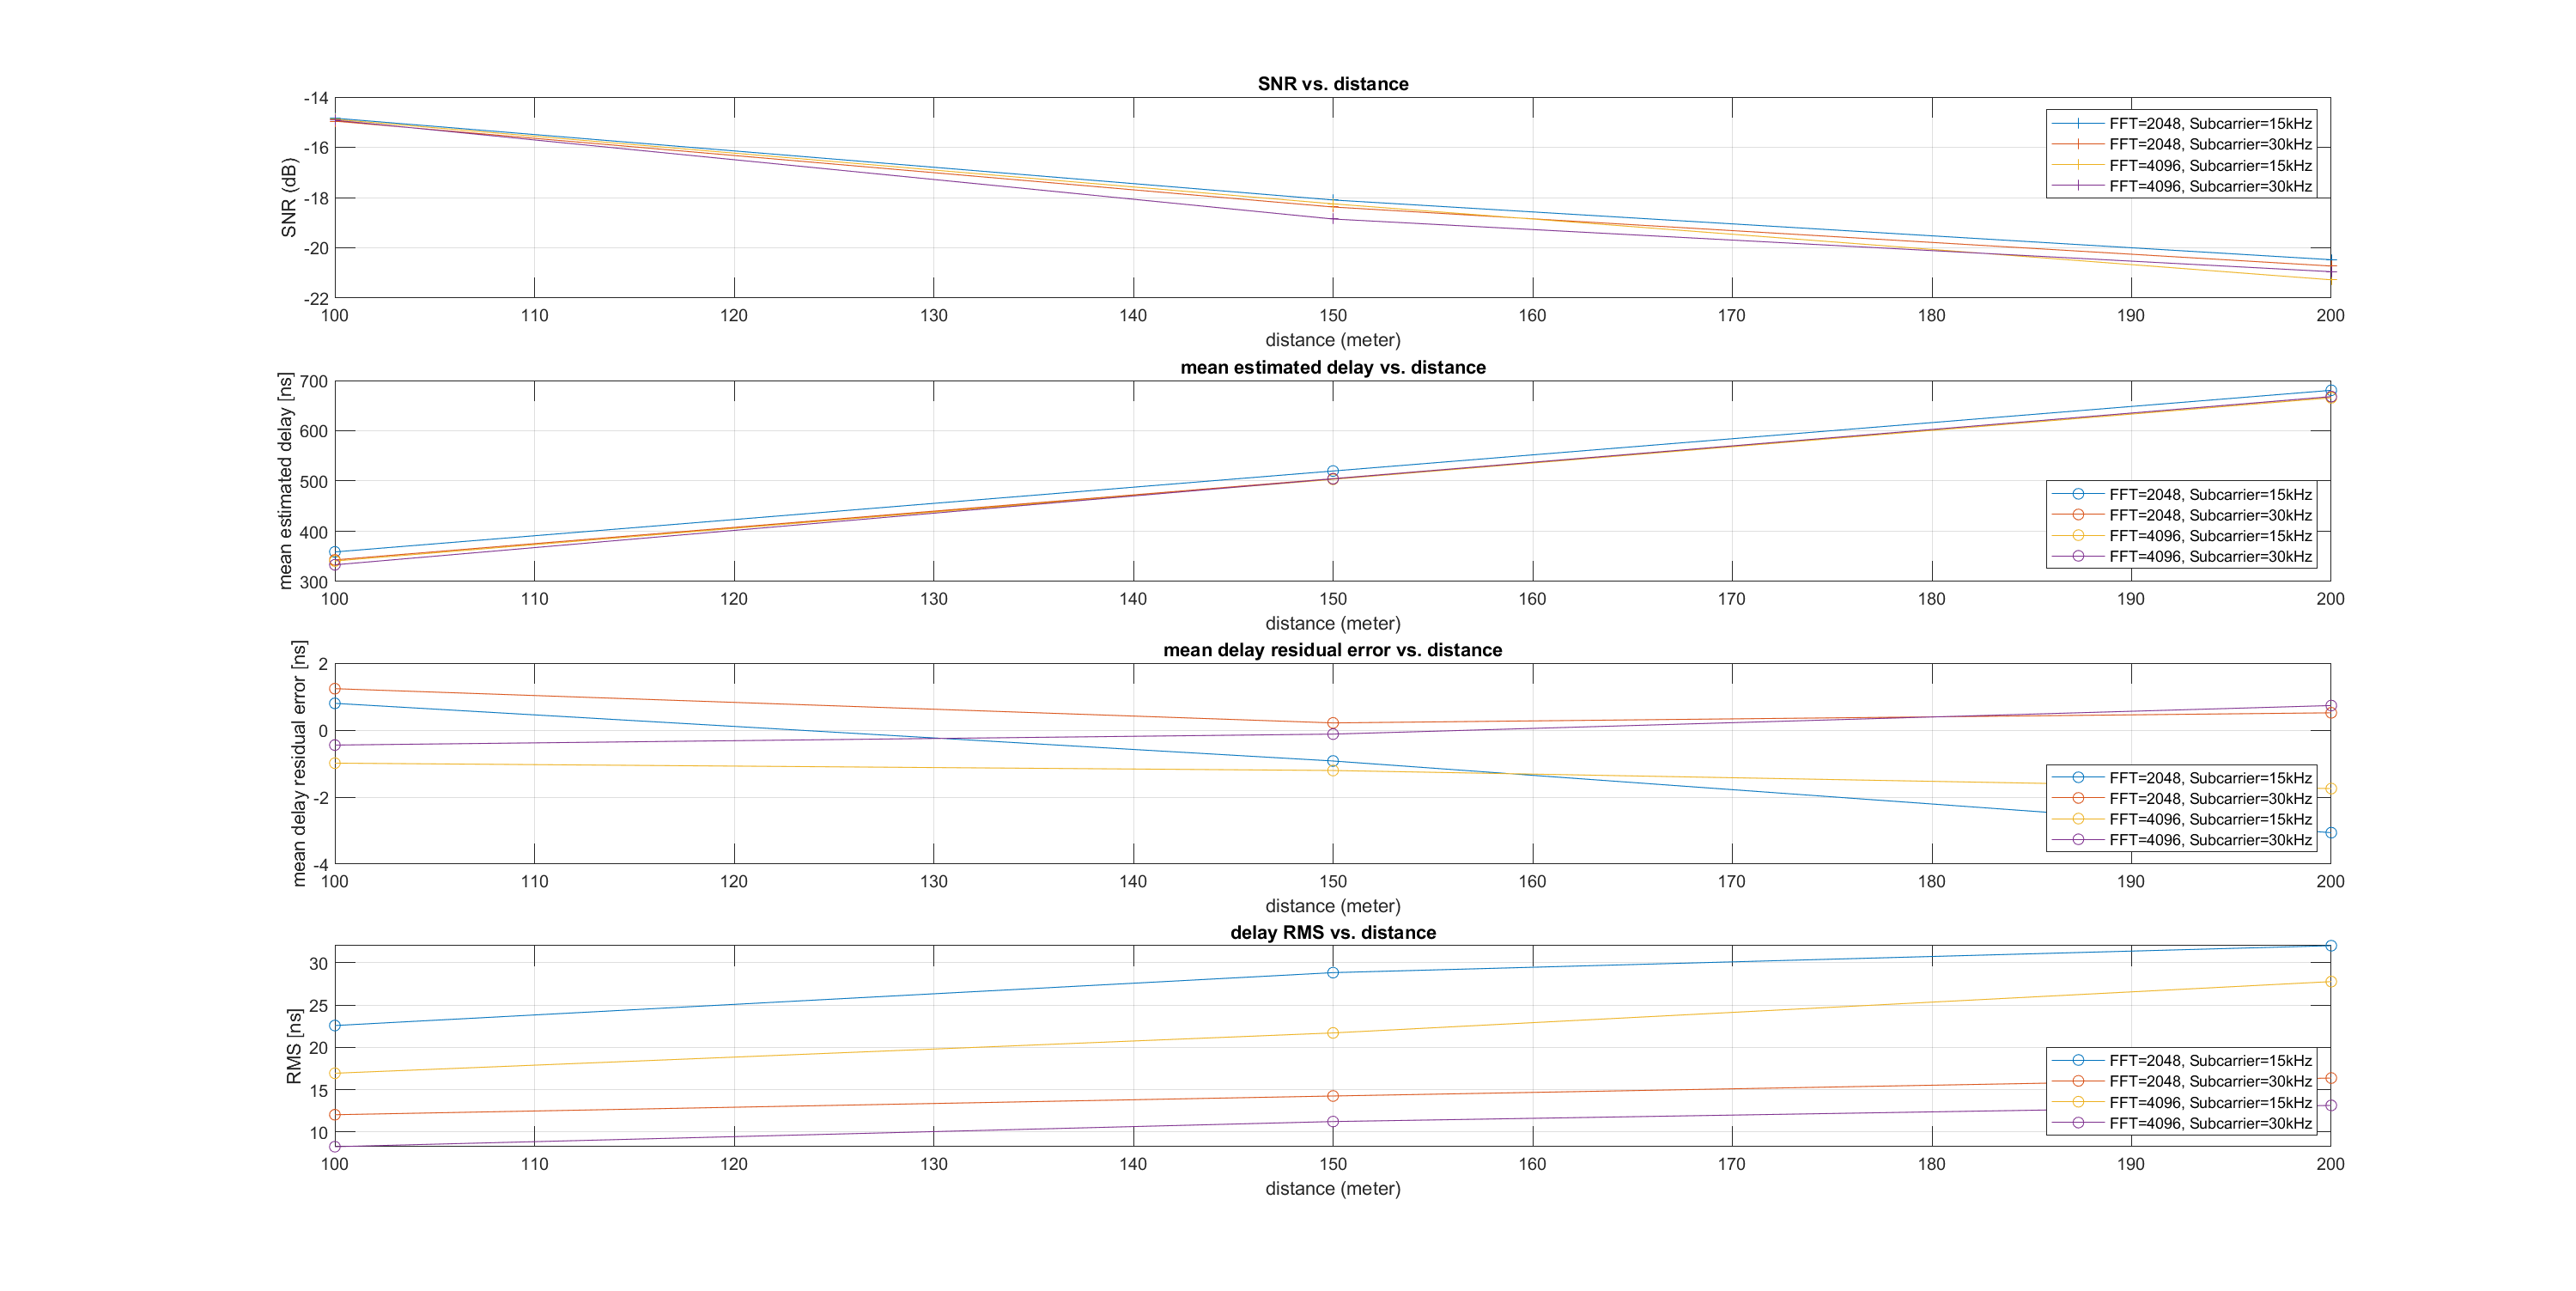 SNR vs. distance
SNR (dB)
-14
-16
-18
-20
-22
FFT=2048, Subcarrier=15kHz
FFT=2048, Subcarrier=30kHz
FFT=4096, Subcarrier=15kHz
FFT=4096, Subcarrier=30kHz
100 110 120 130 140 150 160 170 180 190 200
distance (meter)
mean estimated delay vs. distance
mean estimated delay [ns]
700
600
500
400
300
FFT=2048, Subcarrier=15kHz
FFT=2048, Subcarrier=30kHz
FFT=4096, Subcarrier=15kHz
FFT=4096, Subcarrier=30kHz
100 110 120 130 140 150 160 170 180 190 200
distance (meter)
mean delay residual error vs. distance
mean delay residual error [ns]
2
0
-2
-4
FFT=2048, Subcarrier=15kHz
FFT=2048, Subcarrier=30kHz
FFT=4096, Subcarrier=15kHz
FFT=4096, Subcarrier=30kHz
100 110 120 130 140 150 160 170 180 190 200
distance (meter)
delay RMS vs. distance
RMS [ns]
30
25
20
15
10
FFT=2048, Subcarrier=15kHz
FFT=2048, Subcarrier=30kHz
FFT=4096, Subcarrier=15kHz
FFT=4096, Subcarrier=30kHz
100 110 120 130 140 150 160 170 180 190 200
distance (meter)